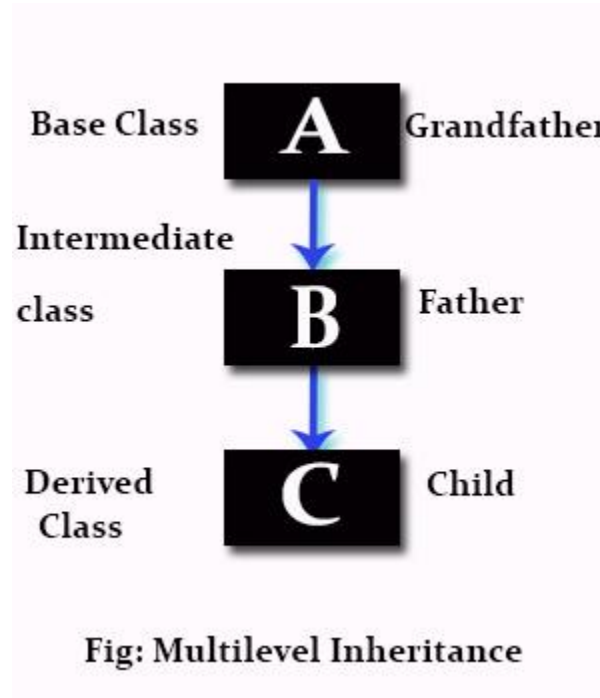 Base Class
A
Grandfather
Intermediate
class
B
Father
Derived
Class
C
Child
Fig: Multilevel Inheritance